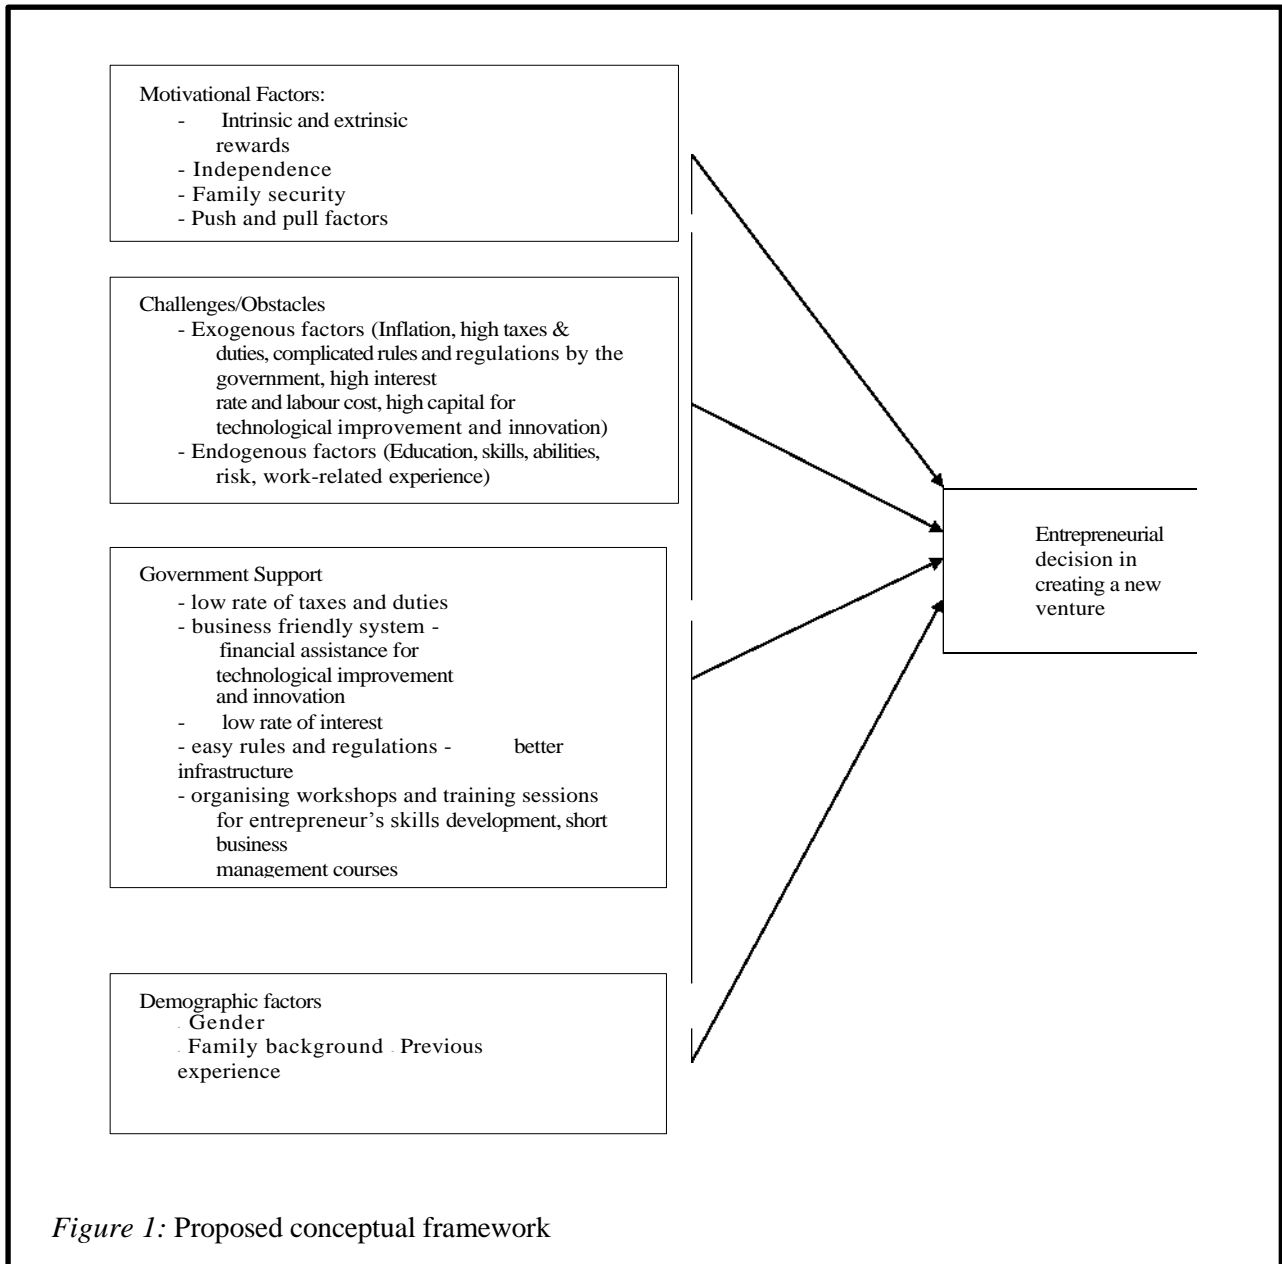 Motivational Factors:
- Intrinsic and extrinsic
rewards
- Independence
- Family security
- Push and pull factors
Challenges/Obstacles
- Exogenous factors (Inflation, high taxes &
duties, complicated rules and regulations by the
government, high interest
rate and labour cost, high capital for
technological improvement and innovation)
- Endogenous factors (Education, skills, abilities,
risk, work-related experience)
Government Support
- low rate of taxes and duties
- business friendly system -
financial assistance for
technological improvement
and innovation
- low rate of interest
- easy rules and regulations - better
infrastructure
- organising workshops and training sessions
for entrepreneur’s skills development, short
business
management courses
Demographic factors
. Gender
. Family background . Previous
experience
Entrepreneurial
decision in
creating a new
venture
Figure 1: Proposed conceptual framework